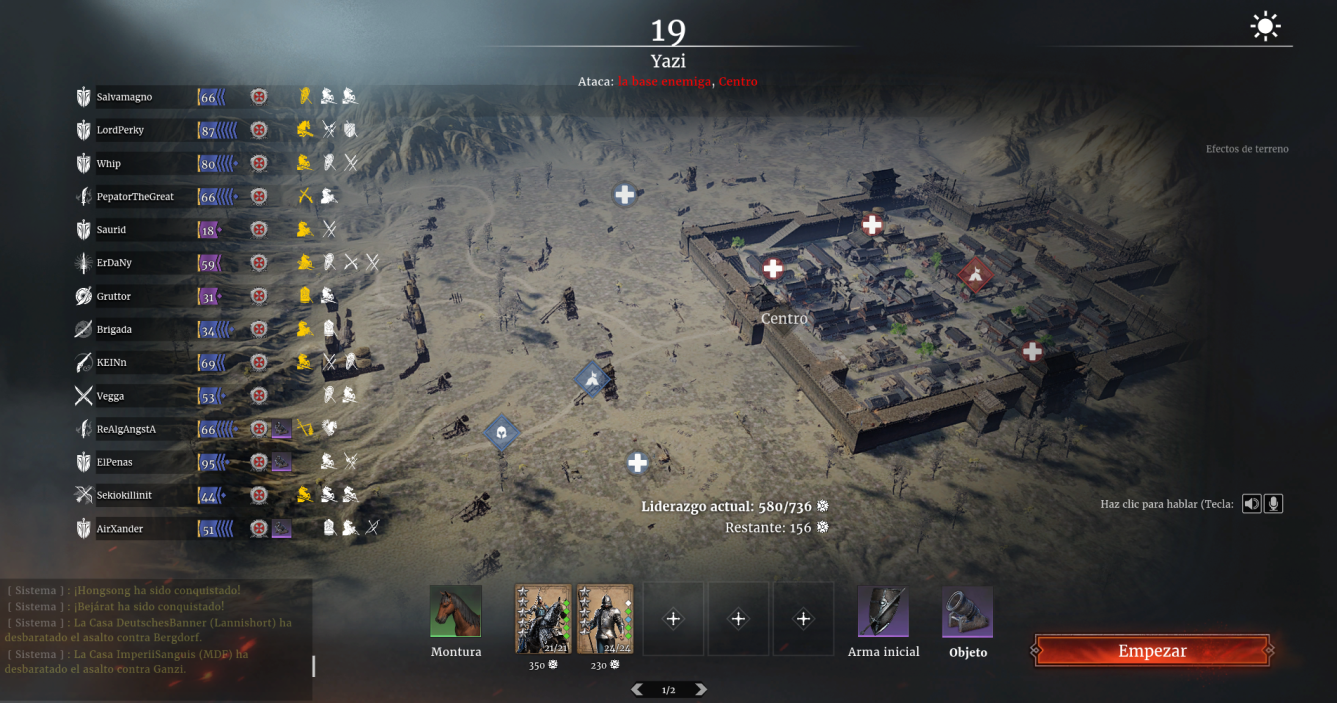 19
Yazi
Ataca: la base enemiga, Centro
Efectos de terreno
Salvamagno 66
LordPerky 87
Whip 80
PepatorTheGreat 66
Saurid 18
ErDaNy 59
Gruttor 31
Brigada 34
KEINn 69
Vegga 53
ReAlgAngstA 66
ElPenas 95
Sekiokillinit 44
AirXander 51
Centro
Liderazgo actual: 580/736
Restante: 156
Haz clic para hablar (Tecla:
[ Sistema ] : ¡Hongsong ha sido conquistado!
[ Sistema ] : ¡Bejárat ha sido conquistado!
[ Sistema ] : La Casa DeutschesBanner (Lannishort) ha
desbaratado el asalto contra Bergdorf.
[ Sistema ] : La Casa ImperiiSanguis (MDF) ha
desbaratado el asalto contra Ganzi.
21/21
24/24
Montura
350
230
Arma inicial
Objeto
Empezar
1/2